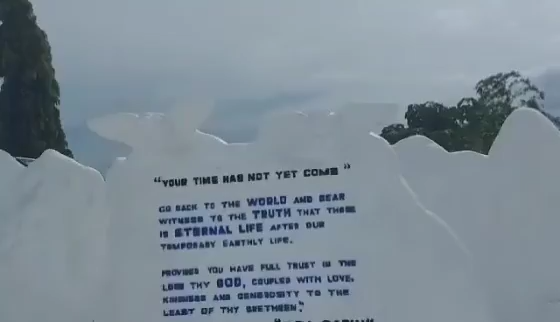 "YOUR TIME HAS NOT YET COME"
GO BACK TO THE WORLD AND BEAR
WITNESS TO THE TRUTH THAT THERE
IS ETERNAL LIFE AFTER OUR
TEMPORARY EARTHLY LIFE.
PROVIDED YOU HAVE FULL TRUST IN THE
LORD THY GOD, COUPLED WITH LOVE,
KINDNESS AND GENEROSITY TO THE
LEAST OF THY BRETHREN."